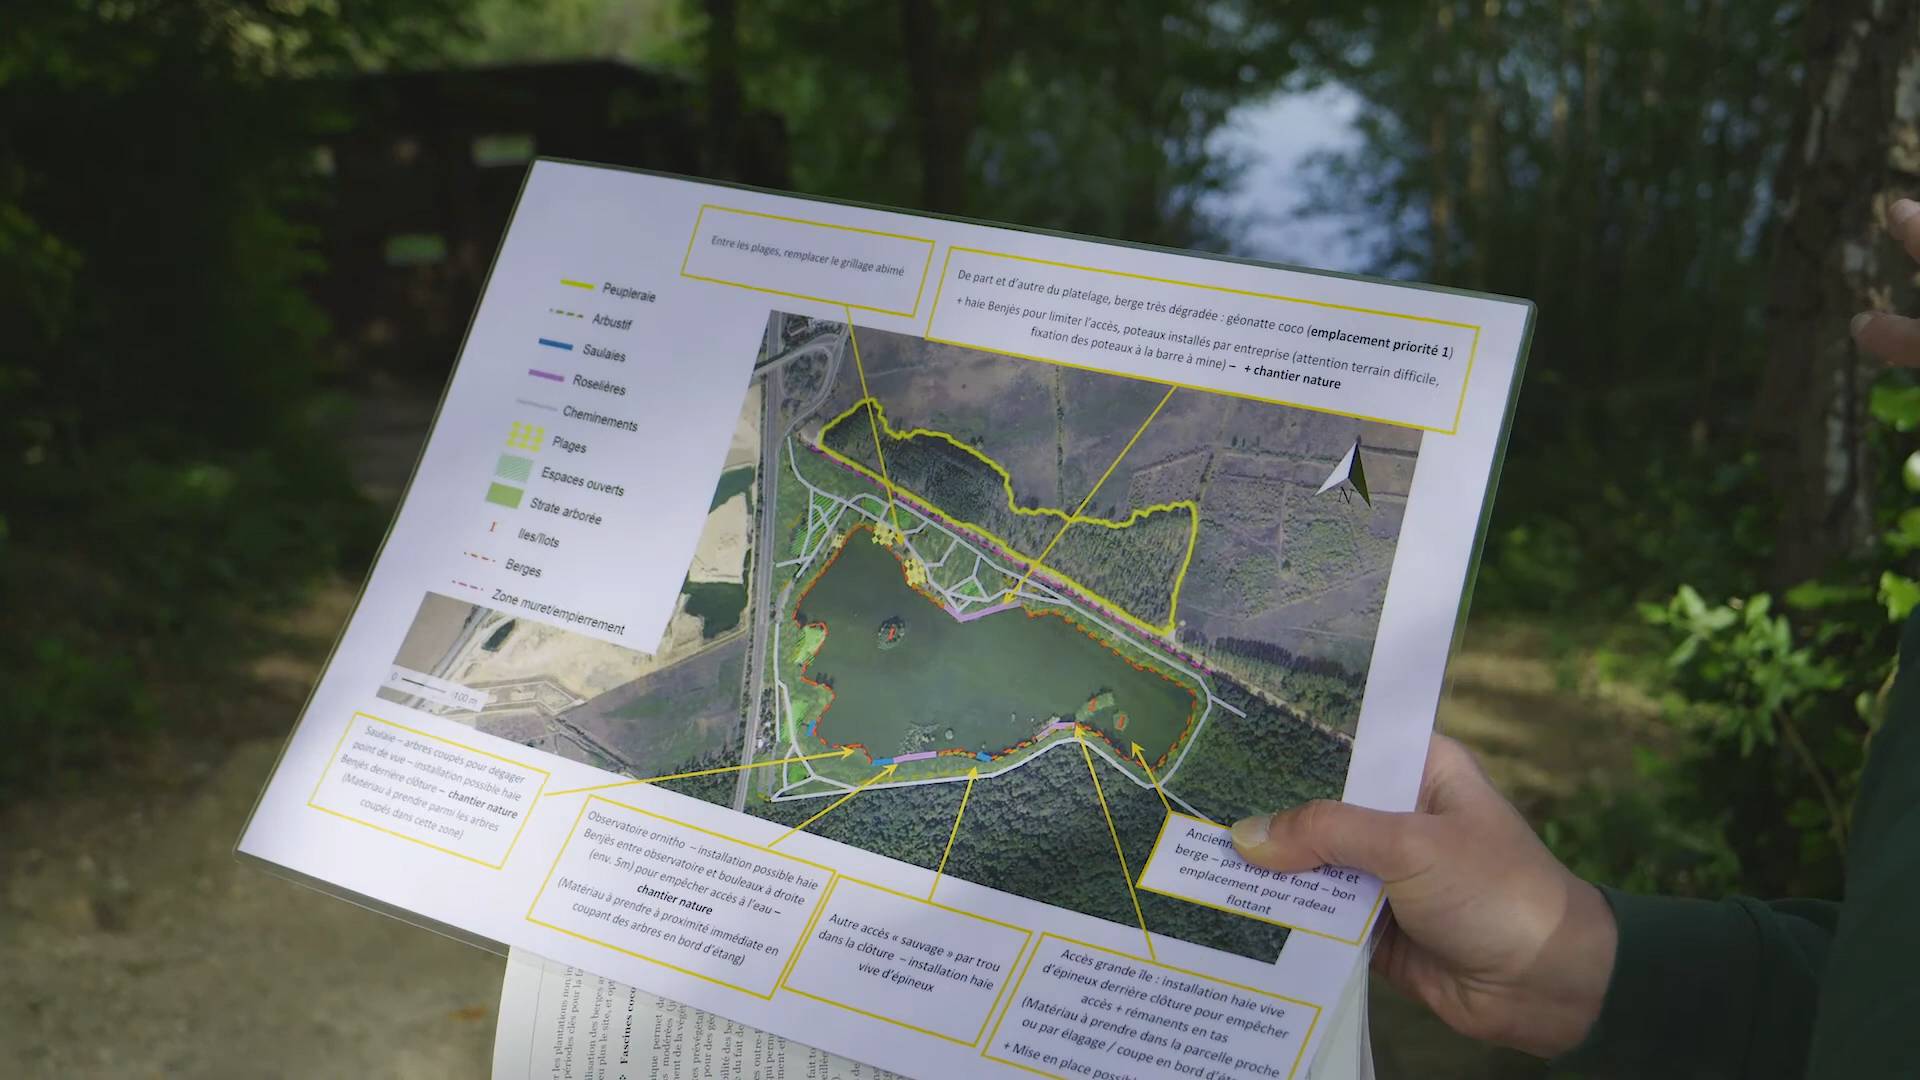 Entre les plages, remplacer le grillage abimé
De part et d'autre du platelage, berge très dégradée : géonatte coco (emplacement priorité 1)
+ haie Benjès pour limiter l'accès, poteaux installés par entreprise (attention terrain difficile,
fixation des poteaux à la barre à mine) – + chantier nature
Peupleraie
Arbustif
Saulaies
Roselières
Cheminements
Plages
Espaces ouverts
Strate arborée
Iles/îlots
Berges
Zone muret/empierrement
N
0 100 m
Saulaie – arbres coupés pour dégager
point de vue – installation possible haie
Benjès derrière clôture – chantier nature
(Matériau à prendre parmi les arbres
coupés dans cette zone)
Observatoire ornitho – installation possible haie
Benjès entre observatoire et bouleaux à droite
(env. 5m) pour empêcher accès à l'eau –
chantier nature
(Matériau à prendre à proximité immédiate en
coupant des arbres en bord d'étang)
Autre accès « sauvage » par trou
dans la clôture – installation haie
vive d'épineux
Accès grande île : installation haie vive
d'épineux derrière clôture pour empêcher
accès + rémanents en tas
(Matériau à prendre dans la parcelle proche
ou par élagage / coupe en bord
+ Mise en place
îlot et
berge – pas trop de fond – bon
emplacement pour radeau
flottant
Fascines